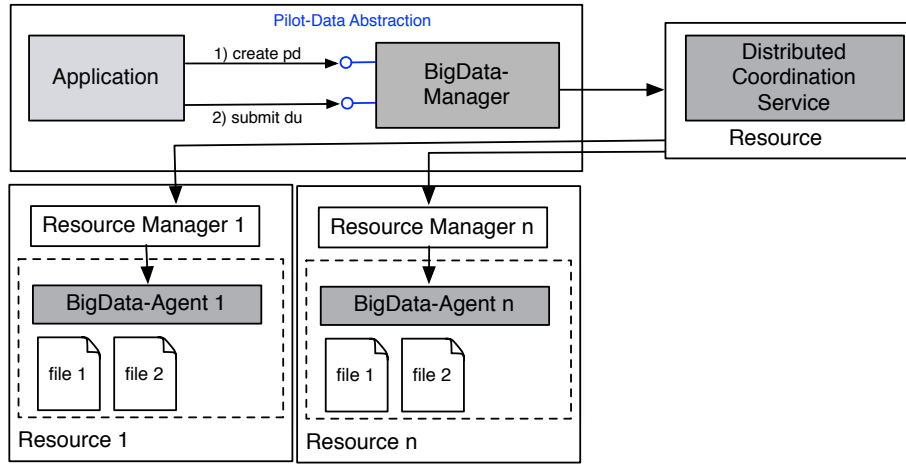 Pilot-Data Abstraction
Application
1) create pd
2) submit du
BigData-
Manager
Distributed
Coordination
Service
Resource
Resource Manager 1
BigData-Agent 1
file 1
file 2
Resource 1
Resource Manager n
BigData-Agent n
file 1
file 2
Resource n